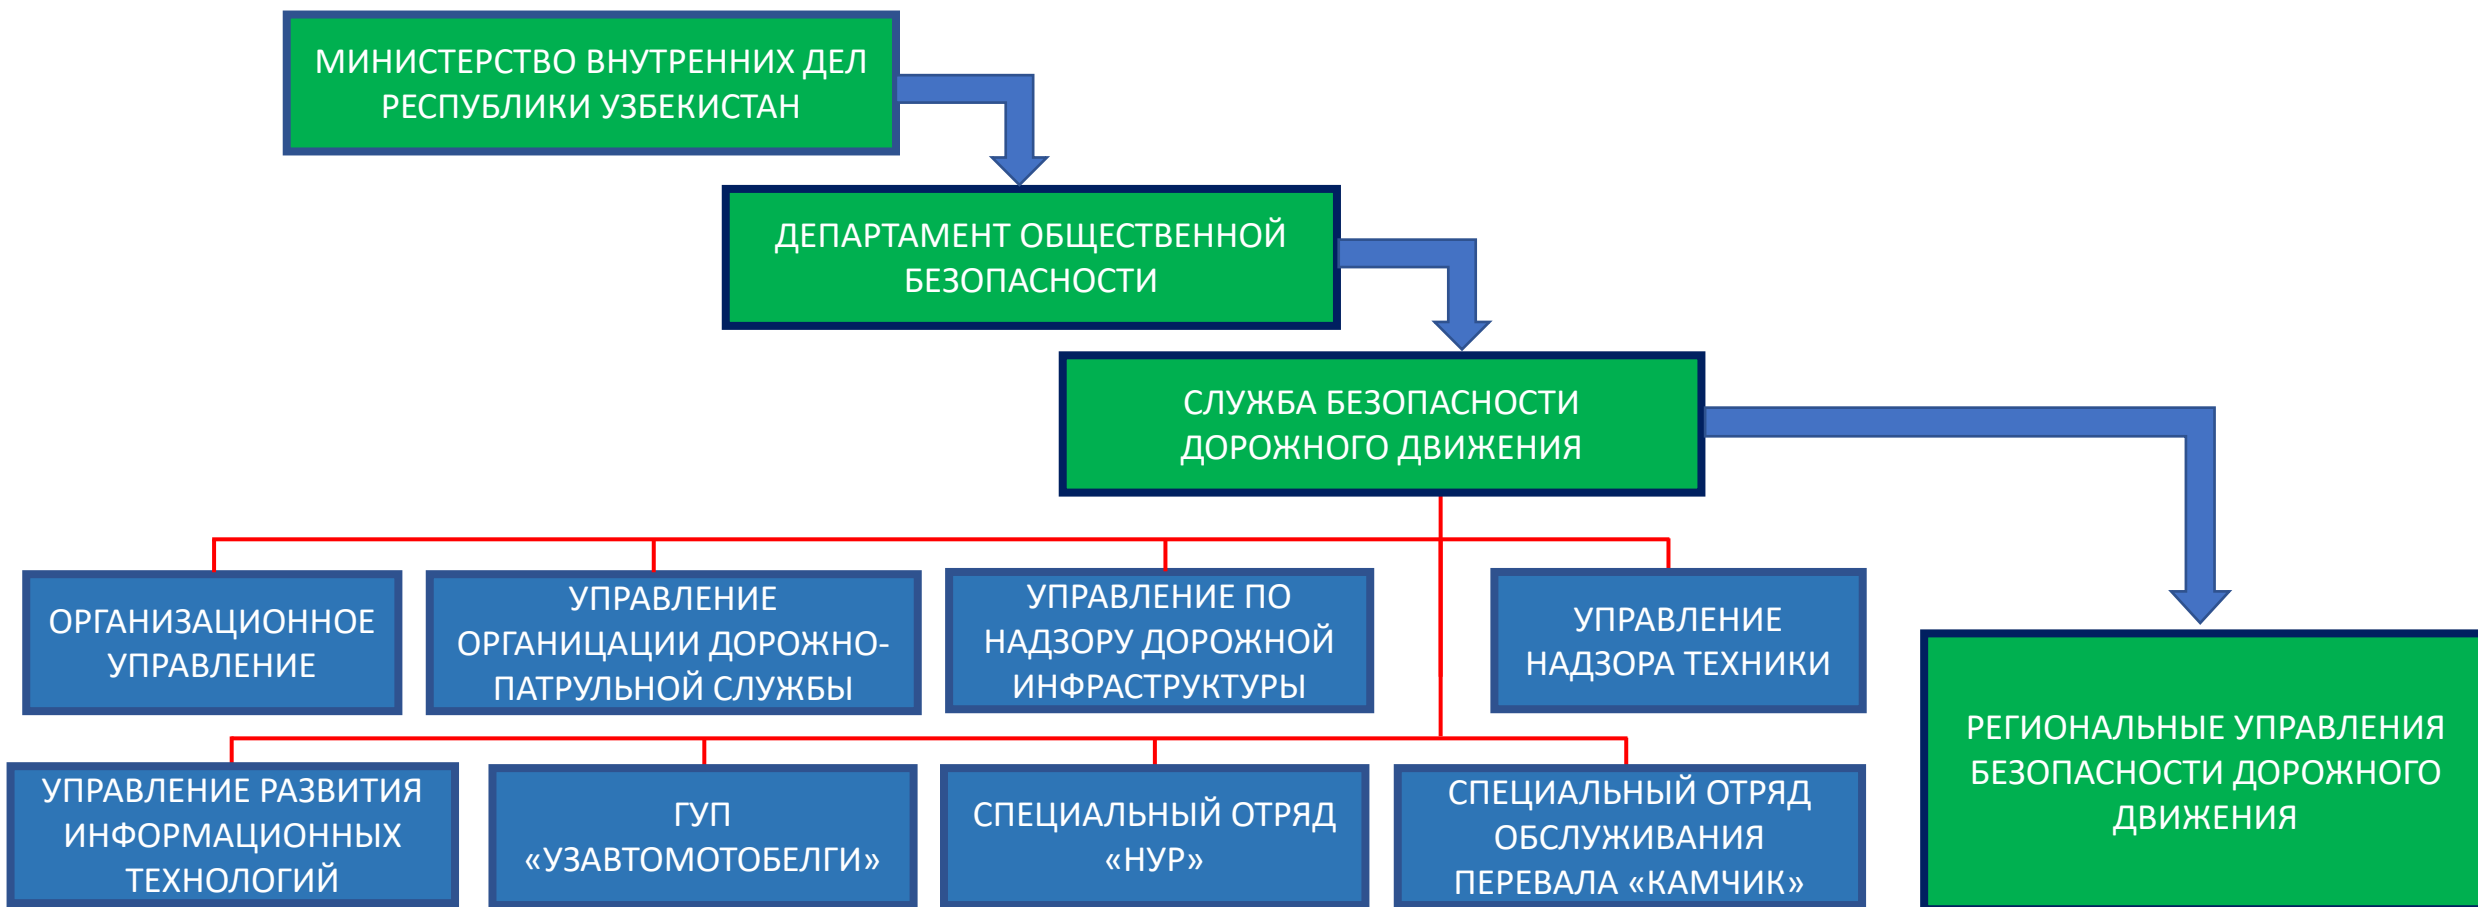 МИНИСТЕРСТВО ВНУТРЕННИХ ДЕЛ
РЕСПУБЛИКИ УЗБЕКИСТАН
ДЕПАРТАМЕНТ ОБЩЕСТВЕННОЙ
БЕЗОПАСНОСТИ
СЛУЖБА БЕЗОПАСНОСТИ
ДОРОЖНОГО ДВИЖЕНИЯ
ОРГАНИЗАЦИОННОЕ
УПРАВЛЕНИЕ
УПРАВЛЕНИЕ
ОРГАНИЦАЦИИ ДОРОЖНО-
ПАТРУЛЬНОЙ СЛУЖБЫ
УПРАВЛЕНИЕ ПО
НАДЗОРУ ДОРОЖНОЙ
ИНФРАСТРУКТУРЫ
УПРАВЛЕНИЕ
НАДЗОРА ТЕХНИКИ
УПРАВЛЕНИЕ РАЗВИТИЯ
ИНФОРМАЦИОННЫХ
ТЕХНОЛОГИЙ
ГУП
«УЗАВТОМОТОБЕЛГИ»
СПЕЦИАЛЬНЫЙ ОТРЯД
«НУР»
СПЕЦИАЛЬНЫЙ ОТРЯД
ОБСЛУЖИВАНИЯ
ПЕРЕВАЛА «КАМЧИК»
РЕГИОНАЛЬНЫЕ УПРАВЛЕНИЯ
БЕЗОПАСНОСТИ ДОРОЖНОГО
ДВИЖЕНИЯ